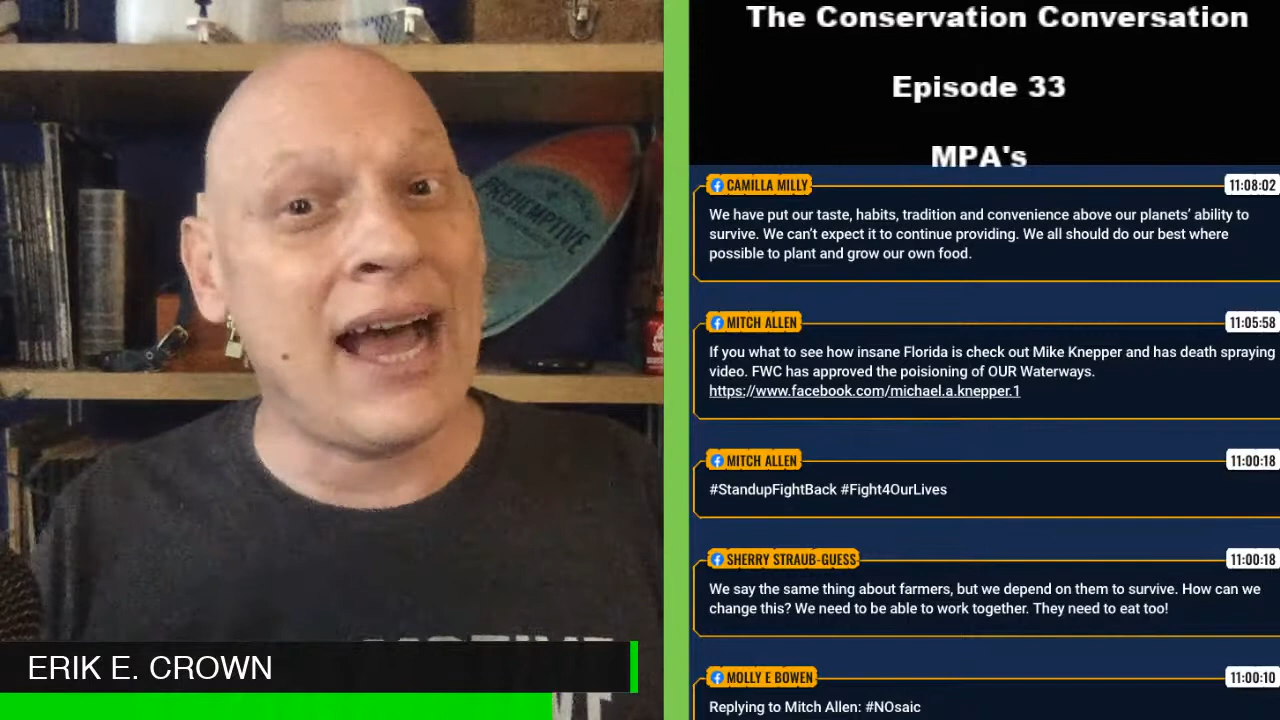 The Conservation Conversation
Episode 33
MPA's
CAMILLA MILLY
11:08:02
We have put our taste, habits, tradition and convenience above our planets' ability to
survive. We can't expect it to continue providing. We all should do our best where
possible to plant and grow our own food.
MITCH ALLEN
11:05:58
If you what to see how insane Florida is check out Mike Knepper and has death spraying
video. FWC has approved the poisioning of OUR Waterways.
https://www.facebook.com/michael.a.knepper.1
MITCH ALLEN
11:00:18
#StandupFightBack #Fight4OurLives
SHERRY STRAUB-GUESS
11:00:18
We say the same thing about farmers, but we depend on them to survive. How can we
change this? We need to be able to work together. They need to eat too!
MOLLY E BOWEN
11:00:10
Replying to Mitch Allen: #NOsaic
PREEMPTIVE
ERIK E. CROWN